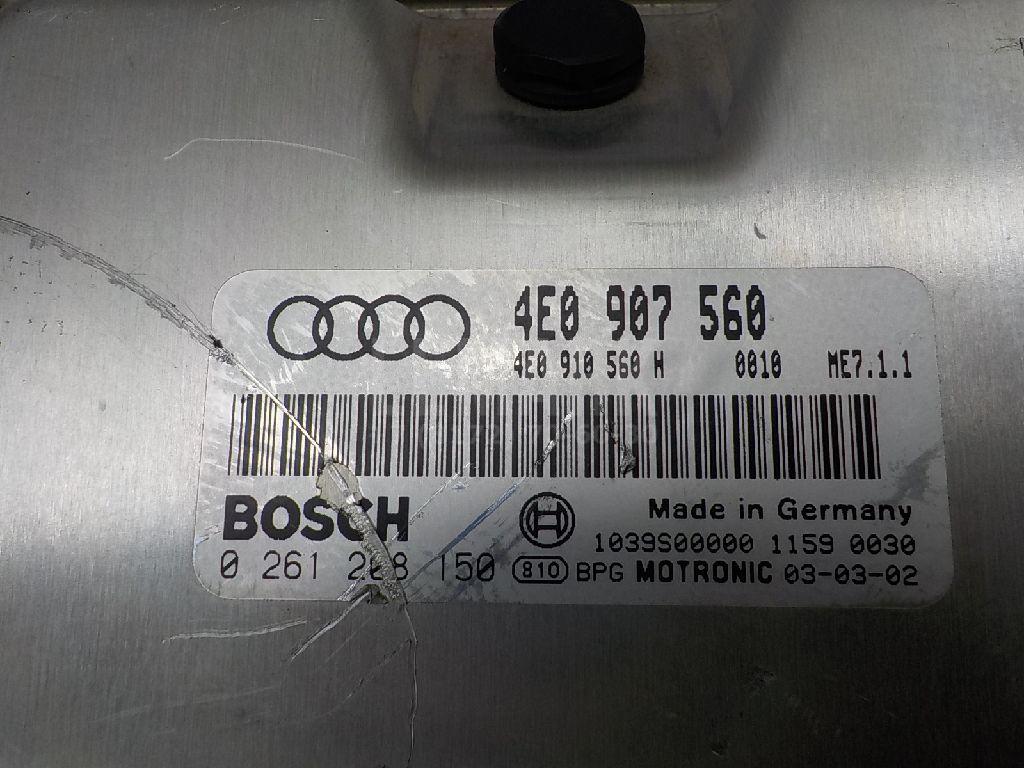 4E0 907 560
4E0 910 560 H 0010 ME7.1.1
BOSCH
Made in Germany
1039S00000 1159 0030
0 261 208 150 810 BPG MOTRONIC 03-03-02